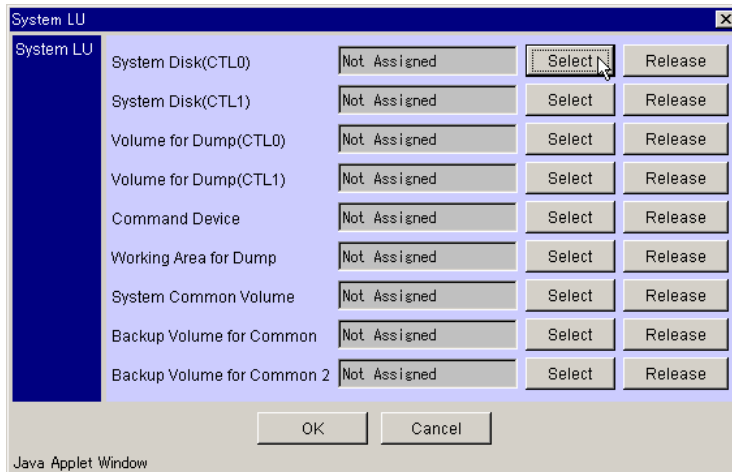 System LU
System LU
System Disk(CTL0) Not Assigned Select Release
System Disk(CTL1) Not Assigned Select Release
Volume for Dump(CTL0) Not Assigned Select Release
Volume for Dump(CTL1) Not Assigned Select Release
Command Device Not Assigned Select Release
Working Area for Dump Not Assigned Select Release
System Common Volume Not Assigned Select Release
Backup Volume for Common Not Assigned Select Release
Backup Volume for Common 2 Not Assigned Select Release
OK Cancel
Java Applet Window